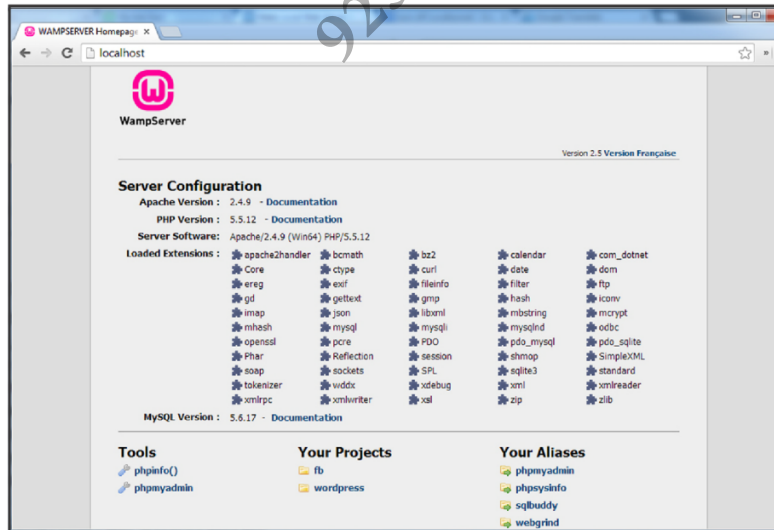 925
WAMPSERVER Homepage
localhost
WampServer
Version 2.5 Version Française
Server Configuration
Apache Version : 2.4.9 - Documentation
PHP Version : 5.5.12 - Documentation
Server Software: Apache/2.4.9 (Win64) PHP/5.5.12
Loaded Extensions : apache2handler bcmath bz2 calendar com_dotnet
Core ctype curl date dom
ereg exif fileinfo filter ftp
gd gettext gmp hash iconv
imap json libxml mbstring mcrypt
mhash mysql mysqli mysqlnd odbc
openssl pcre PDO pdo_mysql pdo_sqlite
Phar Reflection session shmop SimpleXML
soap sockets SPL sqlite3 standard
tokenizer wddx xdebug xml xmlreader
xmlrpc xmlwriter xsl zip zlib
MySQL Version : 5.6.17 - Documentation
Tools Your Projects Your Aliases
phpinfo() fb phpmyadmin
phpmyadmin wordpress phpsysinfo
sqlbuddy
webgrind